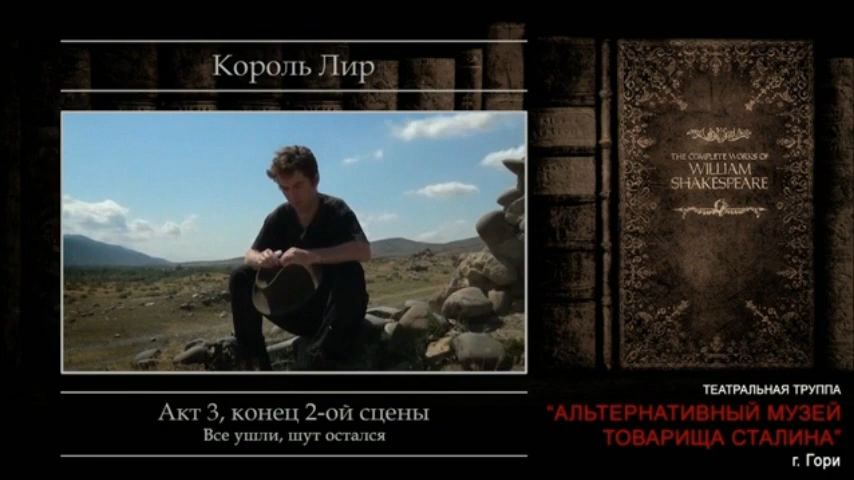 Король Лир
THE COMPLETE WORKS OF
WILLIAM
SHAKESPEARE
Акт 3, конец 2-ой сцены
Все ушли, шут остался
ТЕАТРАЛЬНАЯ ТРУППА
"АЛЬТЕРНАТИВНЫЙ МУЗЕЙ
ТОВАРИЩА СТАЛИНА"
г. Гори